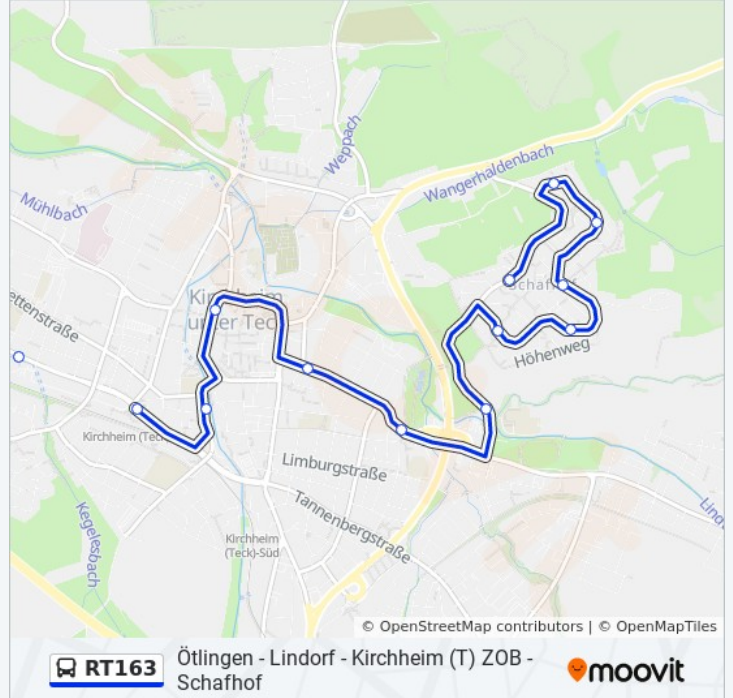 Weppach
Wangerhaldenbach
Mühlbach
Schafhof
Kirchheim
unter Teck
ettenstraße
Höhenweg
Kirchheim (Teck)
Limburgstraße
Lind
Kegelesbach
Tannenbergstraße
Kirchheim
(Teck)-Süd
© OpenStreetMap contributors | © OpenMapTiles
RT163
Ötlingen - Lindorf - Kirchheim (T) ZOB -
Schafhof
moovit